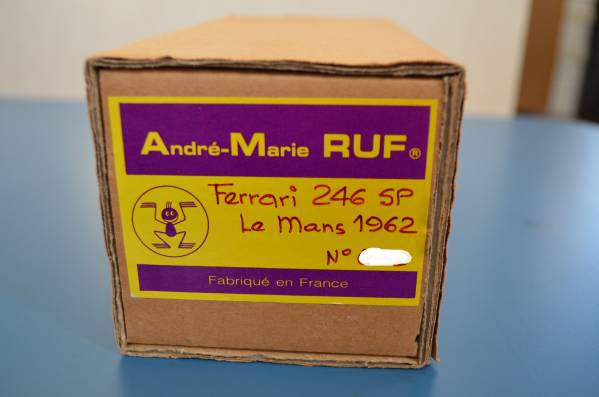 André-Marie RUF®
Ferrari 246 SP
Le Mans 1962
N°
Fabriqué en France